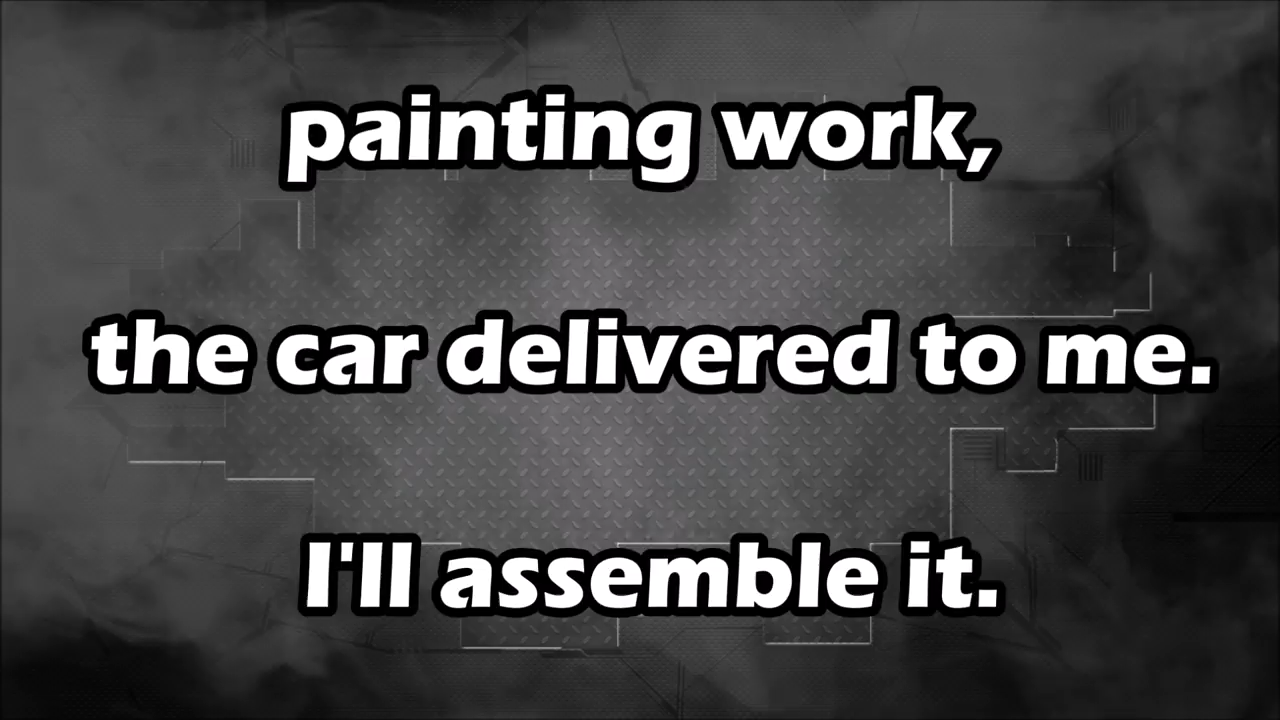 painting work,
the car delivered to me.
I'll assemble it.